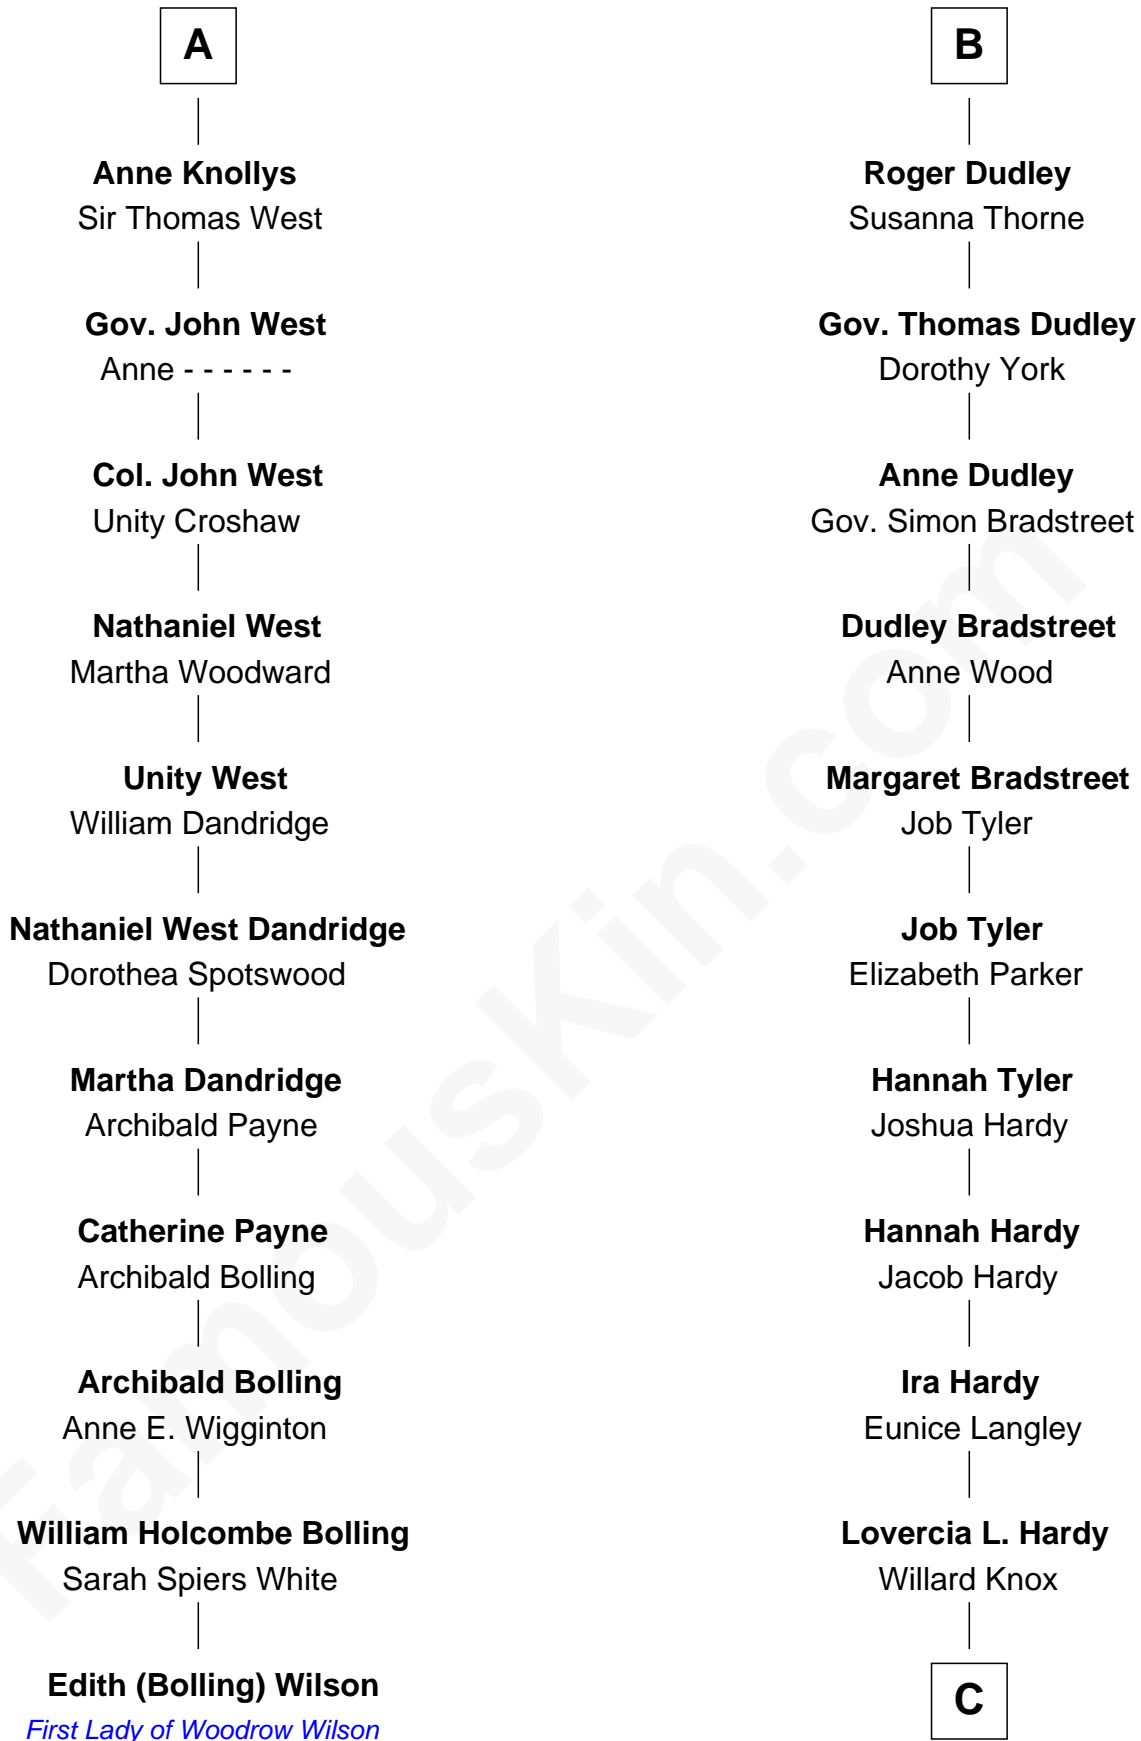 A
Anne Knollys
Sir Thomas West
Gov. John West
Anne - - - - - -
Col. John West
Unity Croshaw
Nathaniel West
Martha Woodward
Unity West
William Dandridge
Nathaniel West Dandridge
Dorothea Spotswood
Martha Dandridge
Archibald Payne
Catherine Payne
Archibald Bolling
Archibald Bolling
Anne E. Wigginton
William Holcombe Bolling
Sarah Spiers White
Edith (Bolling) Wilson
First Lady of Woodrow Wilson
B
Roger Dudley
Susanna Thorne
Gov. Thomas Dudley
Dorothy York
Anne Dudley
Gov. Simon Bradstreet
Dudley Bradstreet
Anne Wood
Margaret Bradstreet
Job Tyler
Job Tyler
Elizabeth Parker
Hannah Tyler
Joshua Hardy
Hannah Hardy
Jacob Hardy
Ira Hardy
Eunice Langley
Lovercia L. Hardy
Willard Knox
C
FamousKin.com